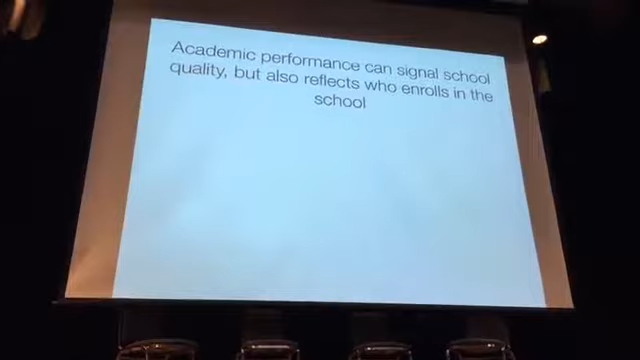 Academic performance can signal school
quality, but also reflects who enrolls in the
school